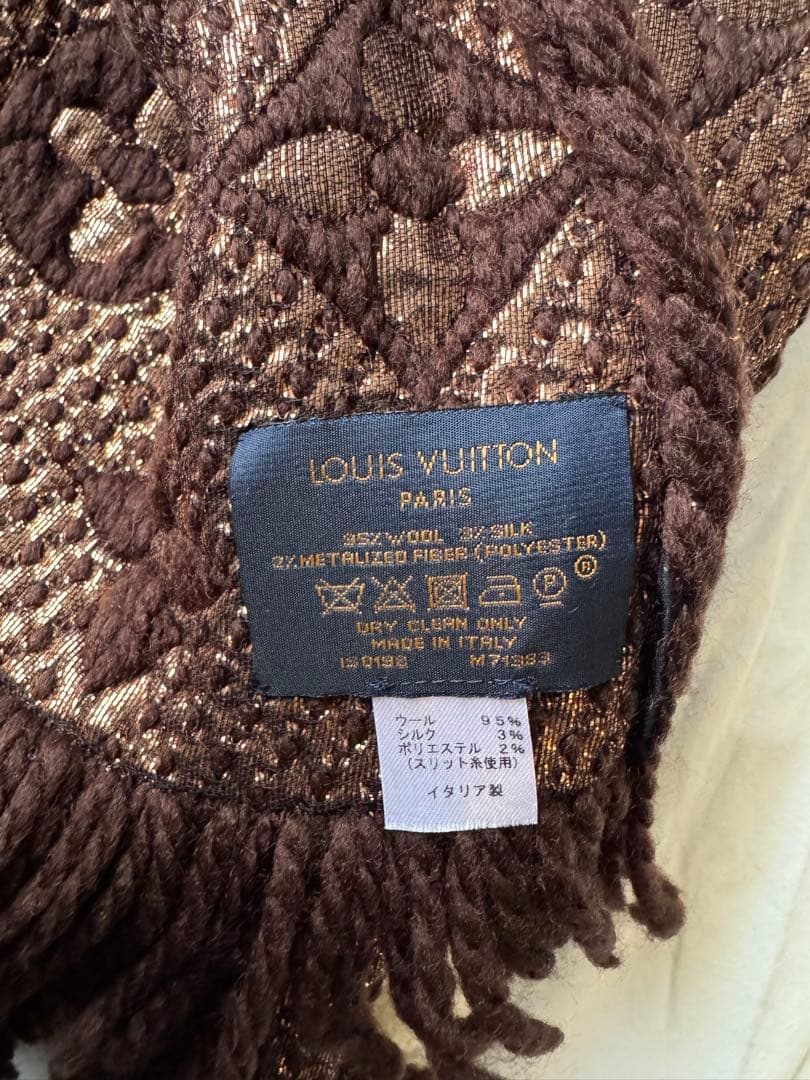 LOUIS VUITTON
PARIS
95% WOOL 3% SILK
2% METALIZED FIBER (POLYESTER)
P
DRY CLEAN ONLY
MADE IN ITALY
ウール 95%
シルク 3%
ポリエステル 2%
(スリット糸使用)
イタリア製